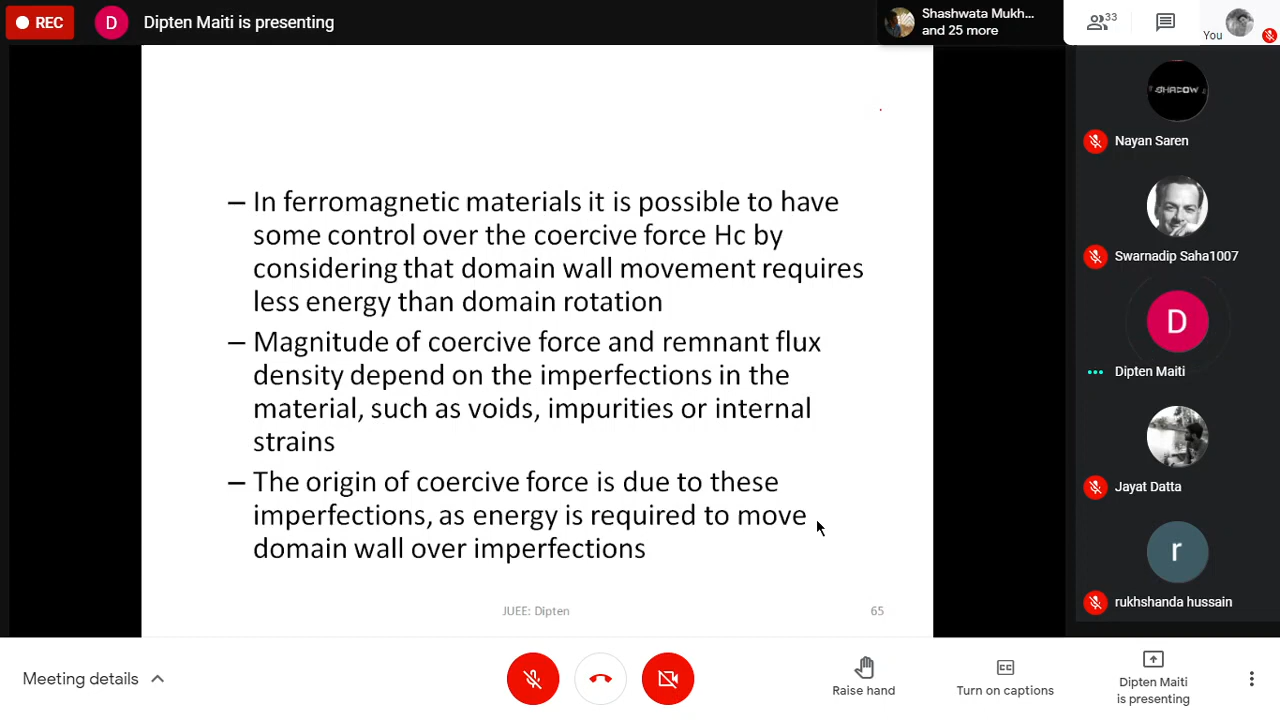 REC
D
Dipten Maiti is presenting
Shashwata Mukh...
and 25 more
33
You
SHADOW
Nayan Saren
Swarnadip Saha1007
D
Dipten Maiti
Jayat Datta
r
rukhshanda hussain
– In ferromagnetic materials it is possible to have
some control over the coercive force Hc by
considering that domain wall movement requires
less energy than domain rotation
– Magnitude of coercive force and remnant flux
density depend on the imperfections in the
material, such as voids, impurities or internal
strains
– The origin of coercive force is due to these
imperfections, as energy is required to move
domain wall over imperfections
JUEE: Dipten
65
Meeting details
Raise hand
CC
Turn on captions
Dipten Maiti
is presenting